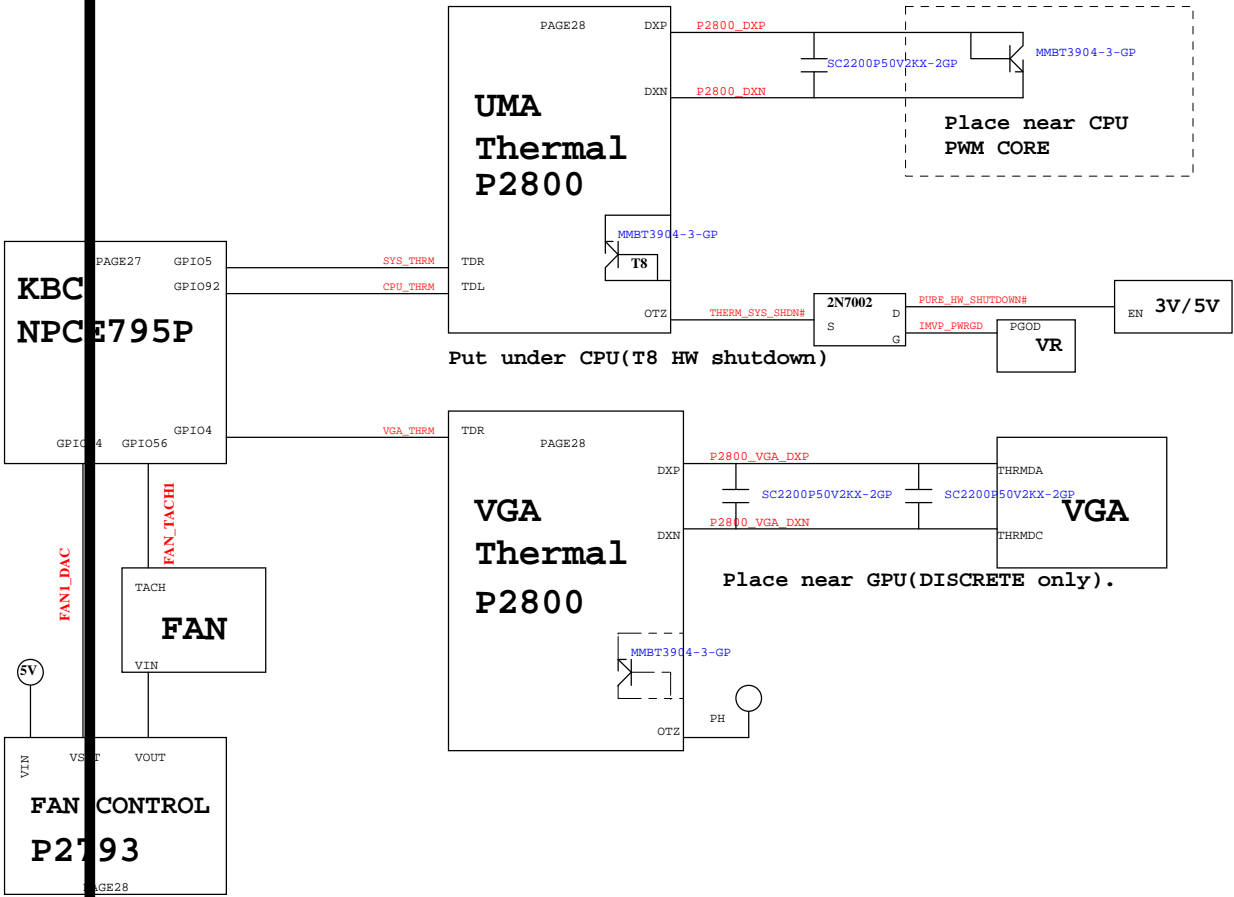 PAGE28
DXP
P2800_DXP
MMBT3904-3-GP
SC2200P50V2KX-2GP
DXN
P2800_DXN
UMA
Thermal
P2800
Place near CPU
PWM CORE
MMBT3904-3-GP
T8
PAGE27
GPIO5
SYS_THRM
TDR
GPIO92
CPU_THRM
TDL
KBC
NPCE795P
OTZ
THERM_SYS_SHDN#
2N7002
S
D
G
PURE_HW_SHUTDOWN#
IMVP_PWRGD
PGOD
VR
EN
3V/5V
Put under CPU(T8 HW shutdown)
GPIO4
VGA_THRM
TDR
PAGE28
GPIO56
DXP
P2800_VGA_DXP
THRMDA
SC2200P50V2KX-2GP
SC2200P50V2KX-2GP
VGA
DXN
P2800_VGA_DXN
THRMDC
VGA
Thermal
P2800
Place near GPU(DISCRETE only).
FAN1_DAC
FAN_TACH1
TACH
FAN
VIN
MMBT3904-3-GP
5V
PH
OTZ
VIN
VOUT
FAN CONTROL
P2793